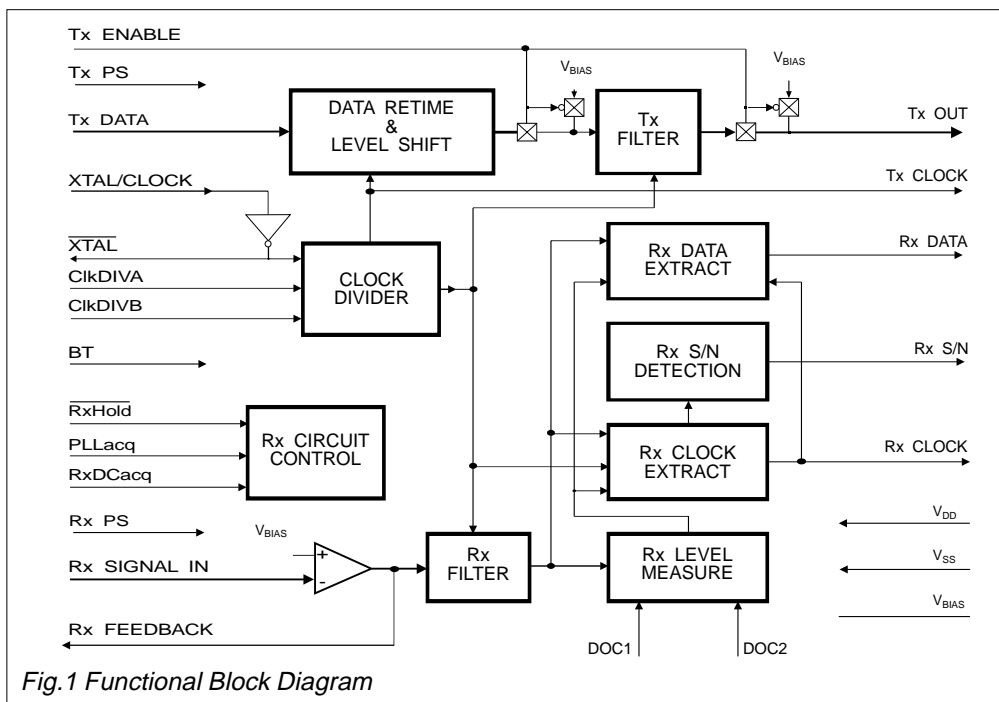 Tx ENABLE
Tx PS
Tx DATA
XTAL/CLOCK
XTAL
ClkDIVA
ClkDIVB
BT
RxHold
PLLacq
RxDCacq
Rx PS
Rx SIGNAL IN
Rx FEEDBACK
DATA RETIME
&
LEVEL SHIFT
VBIAS
Tx
FILTER
VBIAS
Tx OUT
Tx CLOCK
CLOCK
DIVIDER
Rx DATA
EXTRACT
Rx DATA
Rx S/N
DETECTION
Rx S/N
Rx CIRCUIT
CONTROL
Rx CLOCK
EXTRACT
Rx CLOCK
VBIAS
+
-
Rx
FILTER
Rx LEVEL
MEASURE
VDD
VSS
VBIAS
DOC1
DOC2
Fig.1 Functional Block Diagram